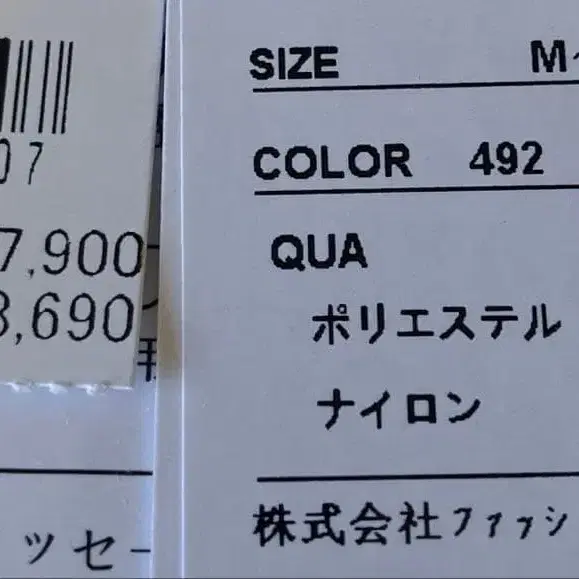 07
7,900
8,690
ッセー
SIZE M~
COLOR 492
QUA
ポリエステル
ナイロン
株式会社ファッシ